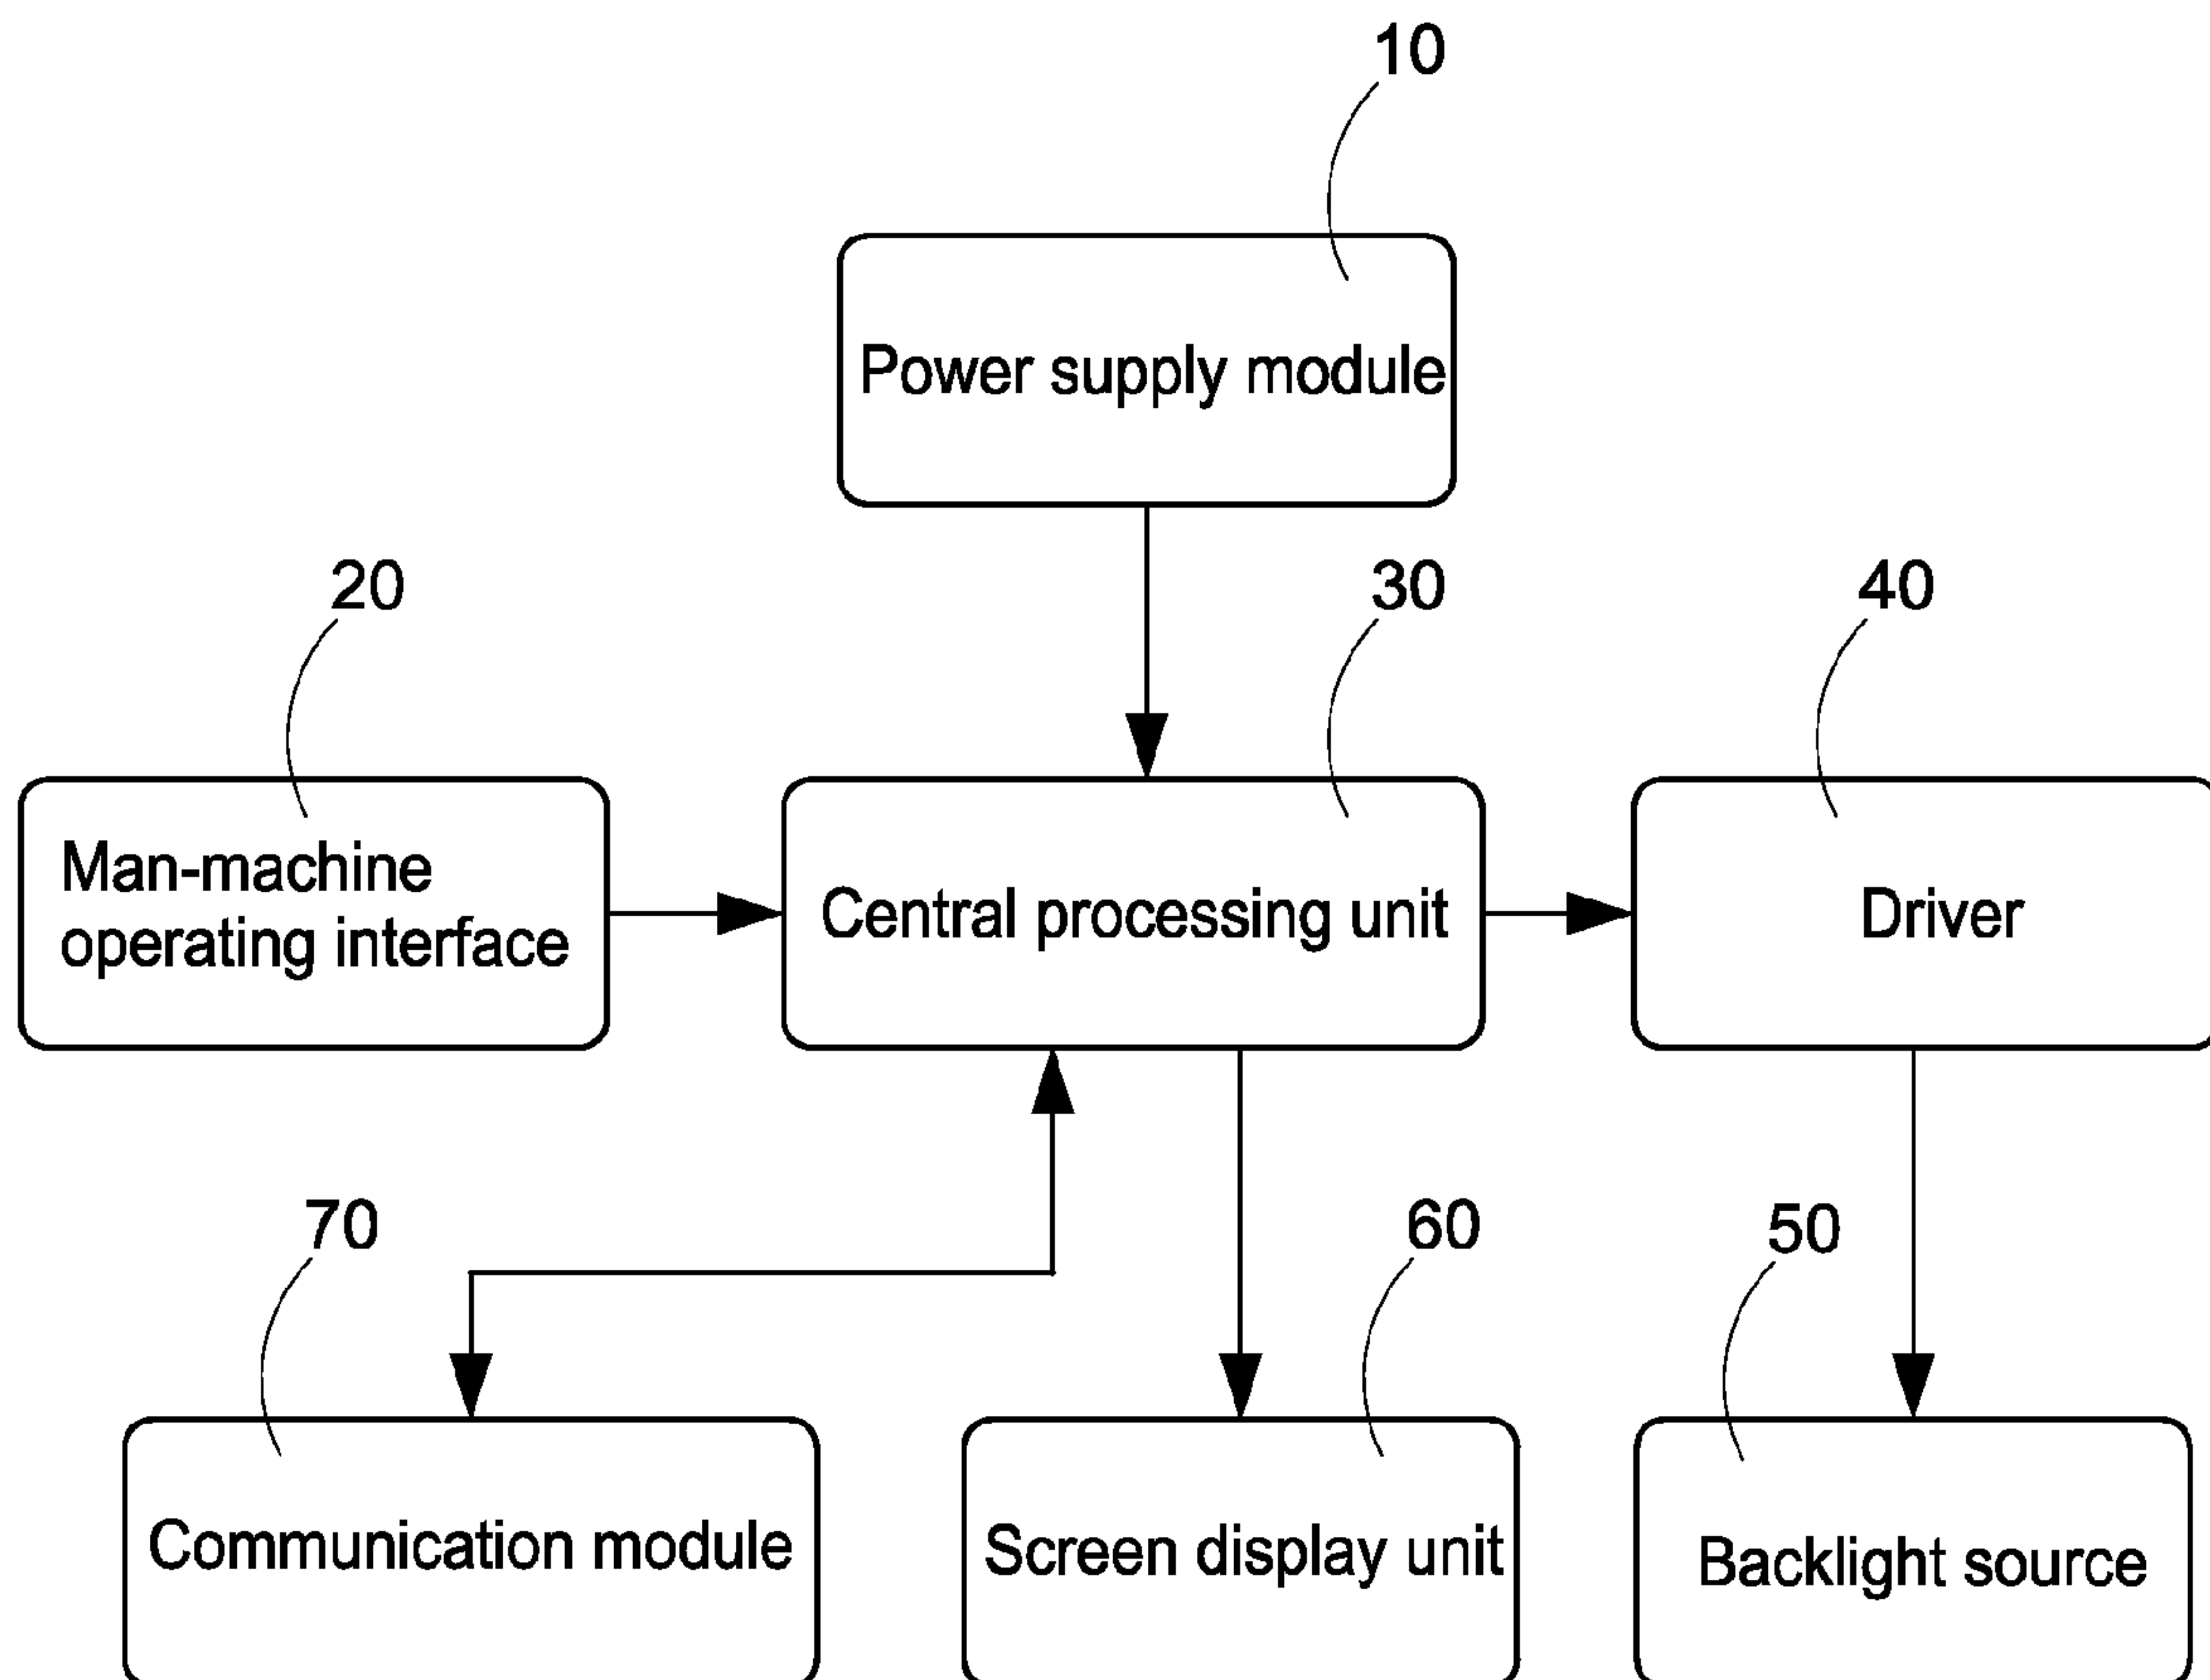 10
Power supply module
20
30
40
Man-machine
operating interface
Central processing unit
Driver
70
60
50
Communication module
Screen display unit
Backlight source